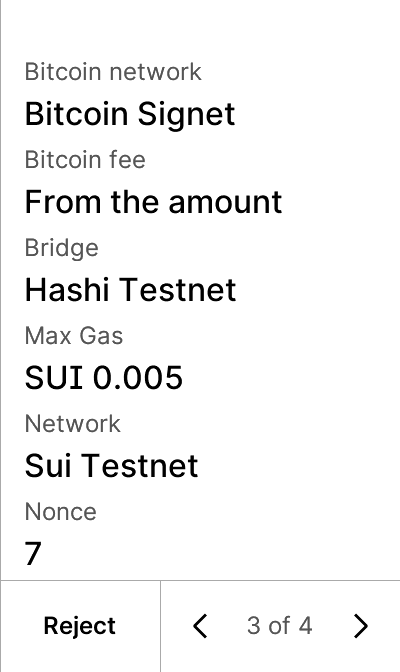 Bitcoin network
Bitcoin Signet
Bitcoin fee
From the amount
Bridge
Hashi Testnet
Max Gas
SUI 0.005
Network
Sui Testnet
Nonce
7
Reject
3 of 4